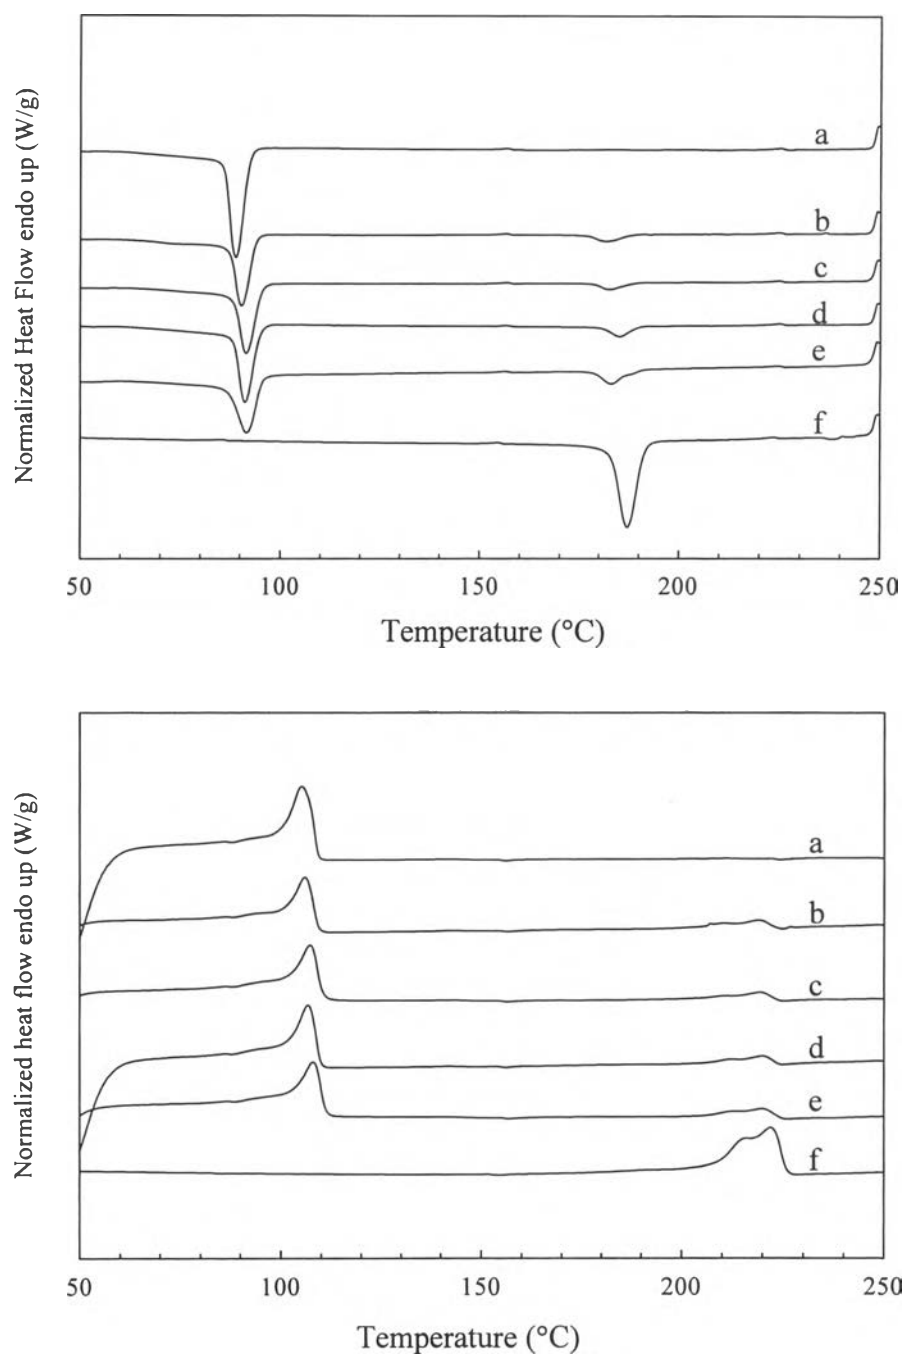 Normalized Heat Flow endo up (W/g)
a
b
c
d
e
f
50
100
150
200
250
Temperature (°C)
Normalized heat flow endo up (W/g)
a
b
c
d
e
f
50
100
150
200
250
Temperature (°C)